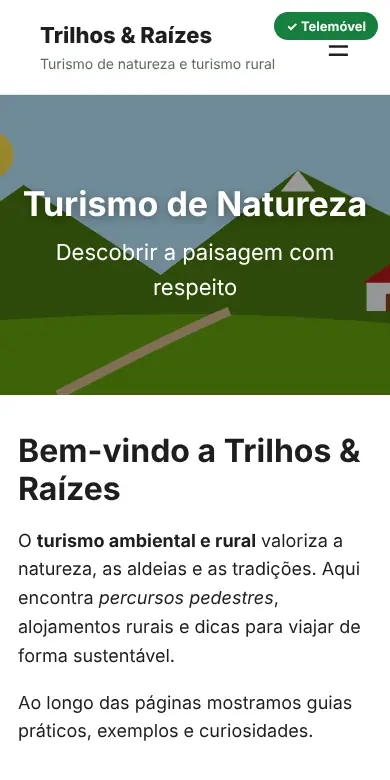 ✓ Telemóvel
Trilhos & Raízes
Turismo de natureza e turismo rural
Turismo de Natureza
Descobrir a paisagem com
respeito
Bem-vindo a Trilhos &
Raízes
O turismo ambiental e rural valoriza a
natureza, as aldeias e as tradições. Aqui
encontra percursos pedestres,
alojamentos rurais e dicas para viajar de
forma sustentável.
Ao longo das páginas mostramos guias
práticos, exemplos e curiosidades.